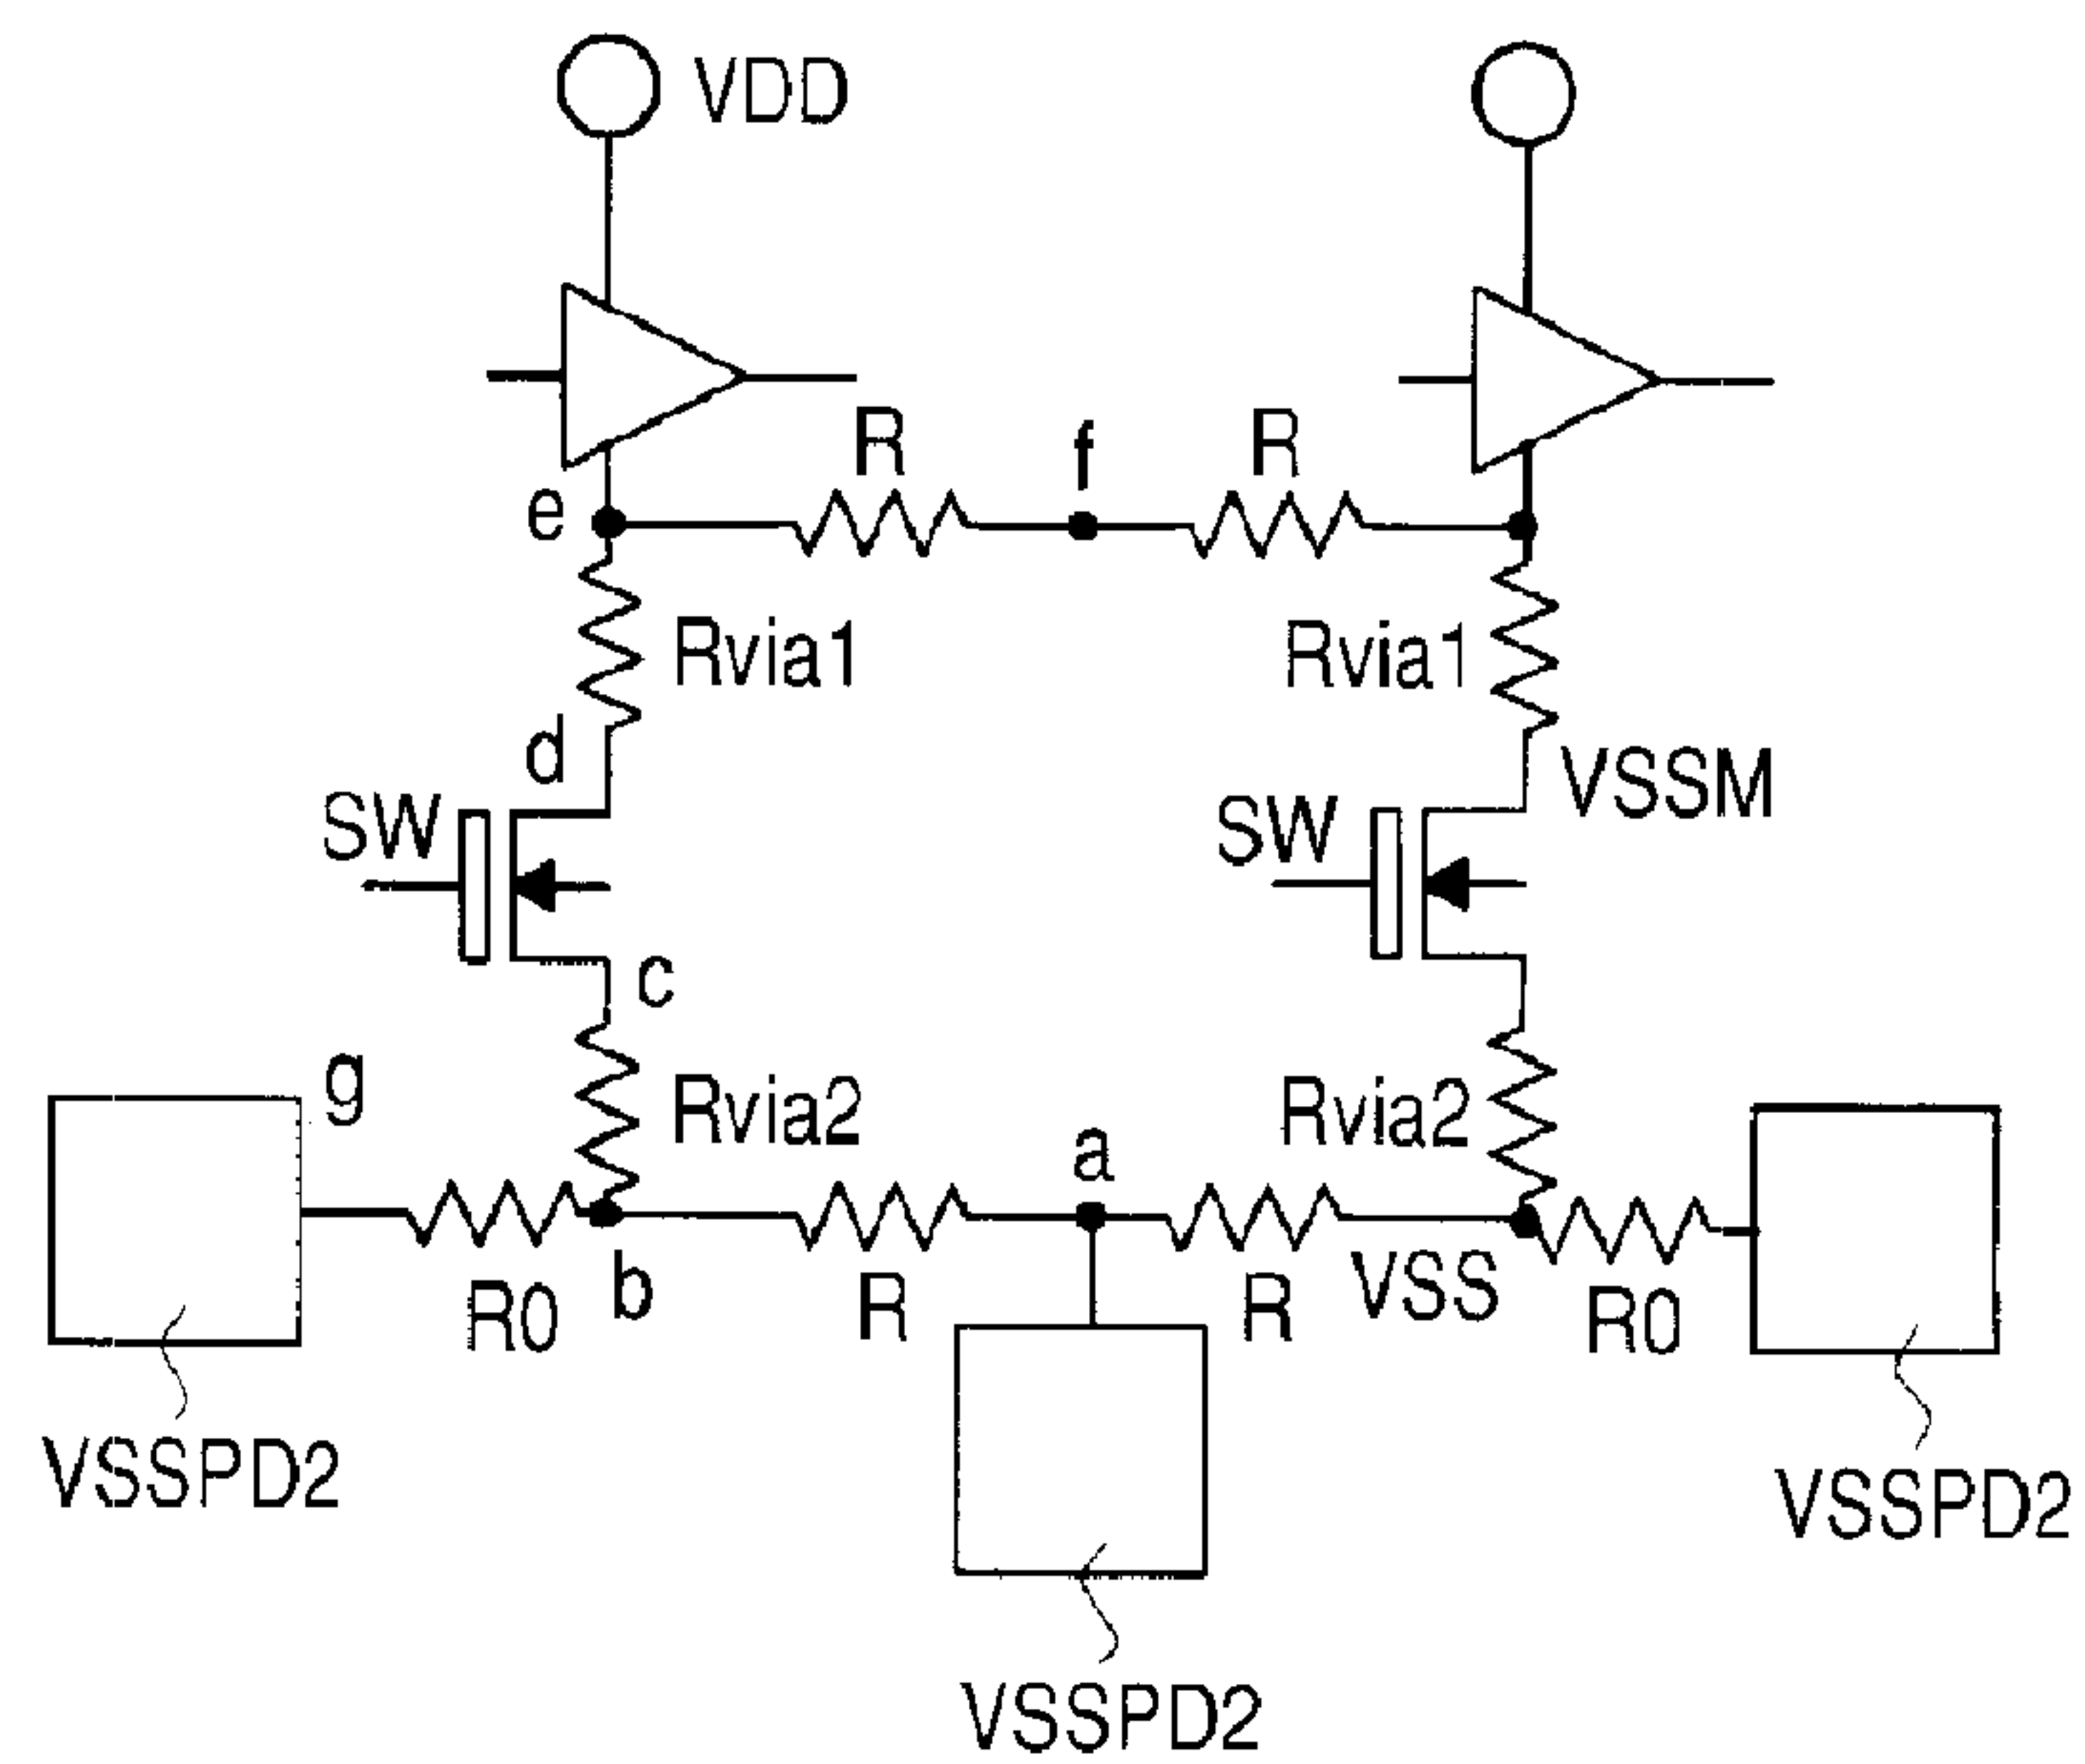 VDD
R
f
R
e
Rvia1
Rvia1
d
VSSM
SW
SW
c
g
Rvia2
a
Rvia2
R0
b
R
R
VSS
R0
VSSPD2
VSSPD2
VSSPD2